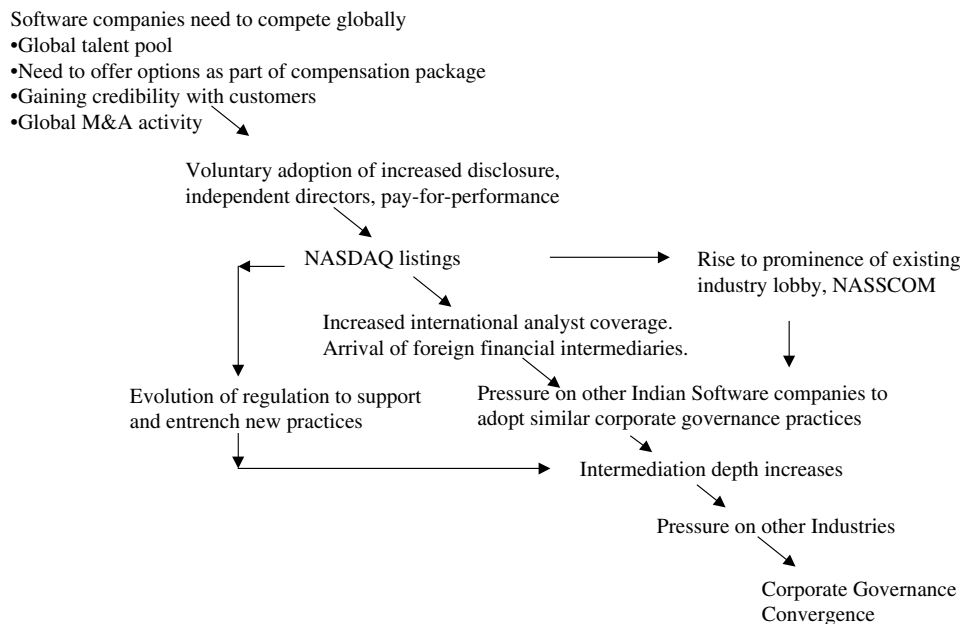 Software companies need to compete globally
•Global talent pool
•Need to offer options as part of compensation package
•Gaining credibility with customers
•Global M&A activity
Voluntary adoption of increased disclosure,
independent directors, pay-for-performance
NASDAQ listings
Rise to prominence of existing
industry lobby, NASSCOM
Increased international analyst coverage.
Arrival of foreign financial intermediaries.
Evolution of regulation to support
and entrench new practices
Pressure on other Indian Software companies to
adopt similar corporate governance practices
Intermediation depth increases
Pressure on other Industries
Corporate Governance
Convergence